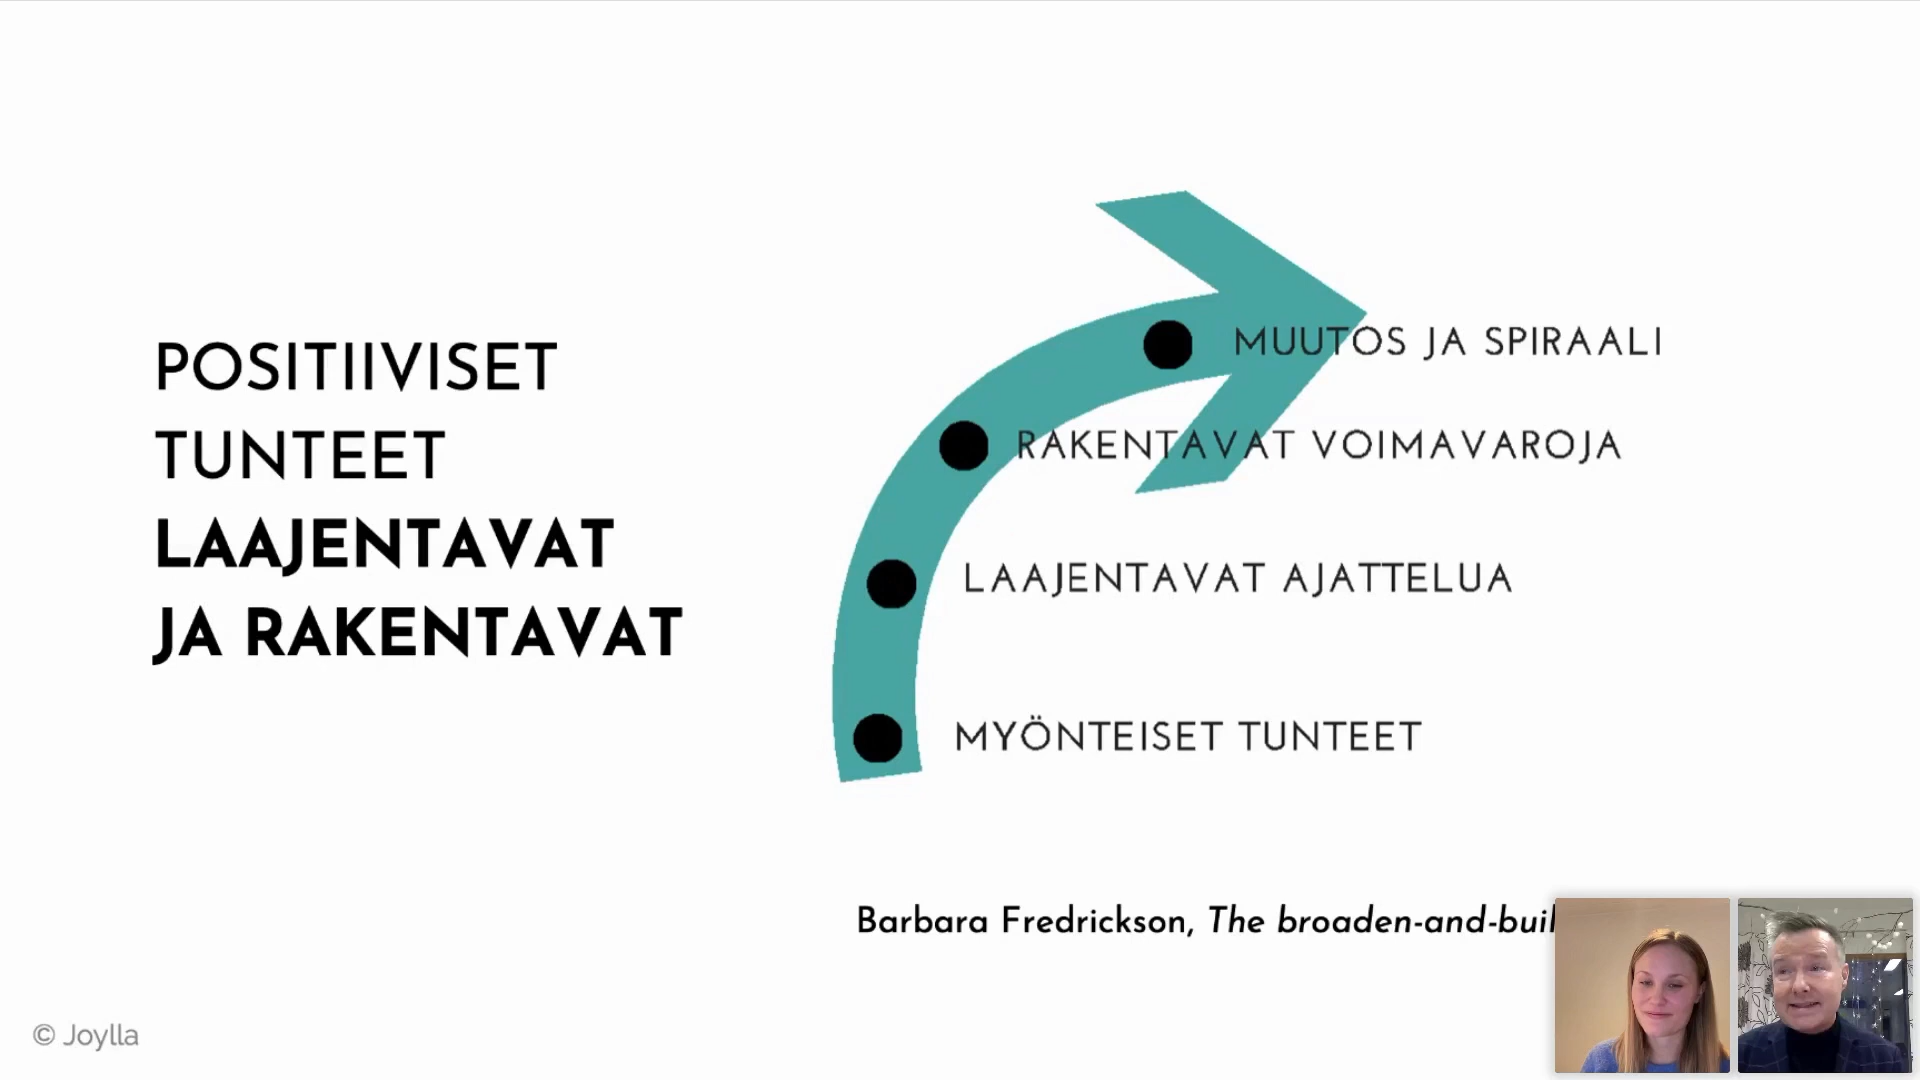 POSITIIVISET
TUNTEET
LAAJENTAVAT
JA RAKENTAVAT
MUUTOS JA SPIRAALI
RAKENTAVAT VOIMAVAROJA
LAAJENTAVAT AJATTELUA
MYÖNTEISET TUNTEET
Barbara Fredrickson, The broaden-and-buil
© Joylla